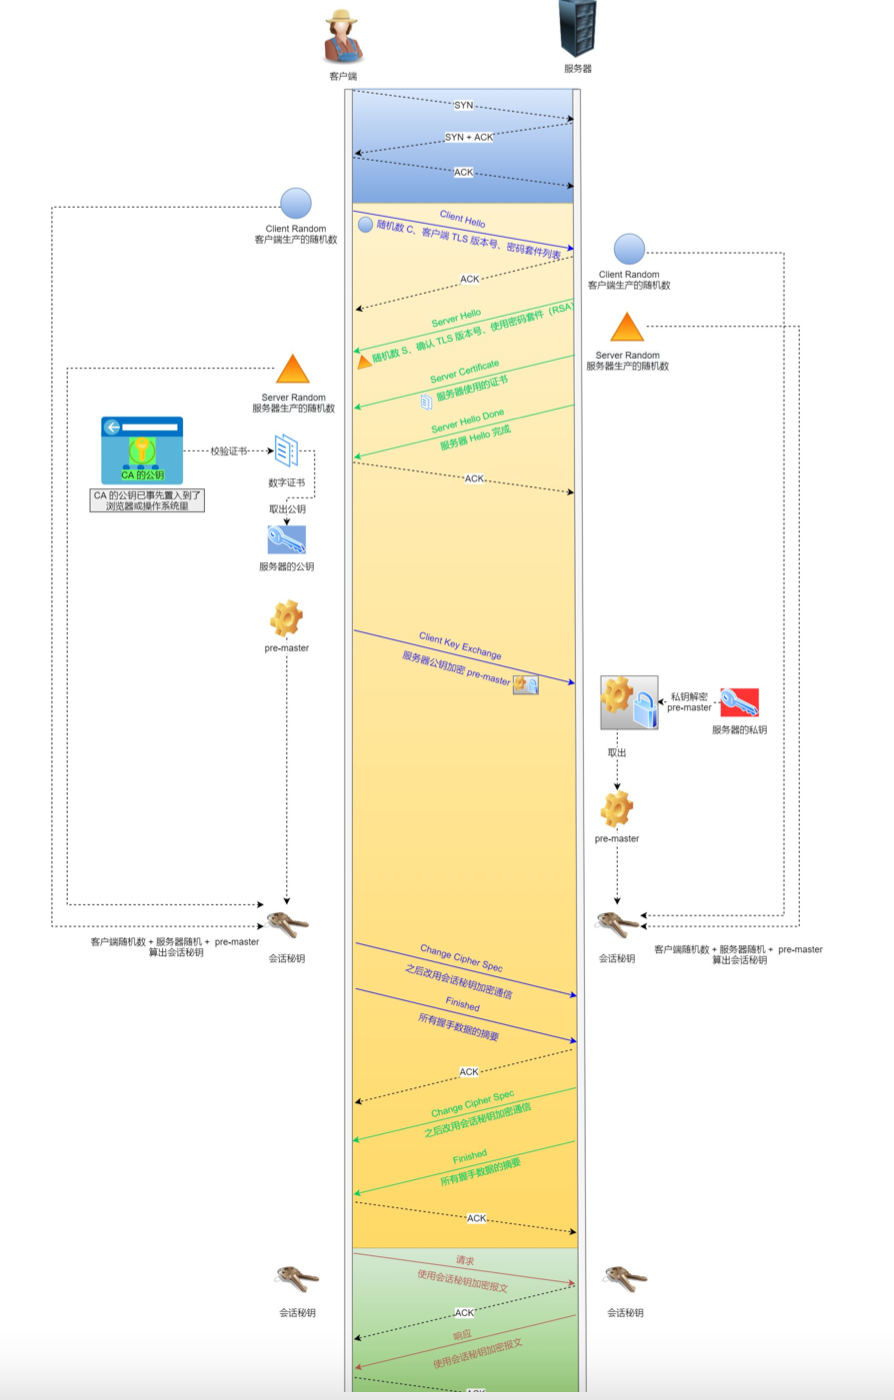 客户端
服务器
SYN
SYN + ACK
ACK
Client Random
客户端生产的随机数
Client Hello
随机数 C、客户端 TLS 版本号、密码套件列表
Client Random
客户端生产的随机数
ACK
Server Hello
随机数 S、确认 TLS 版本号、使用密码套件（RSA）
Server Random
服务器生产的随机数
Server Certificate
服务器使用的证书
Server Random
服务器生产的随机数
Server Hello Done
服务器 Hello 完成
校验证书
CA 的公钥
数字证书
ACK
CA 的公钥已事先置入到了
浏览器或操作系统里
取出公钥
服务器的公钥
pre-master
Client Key Exchange
服务器公钥加密 pre-master
私钥解密
pre-master
服务器的私钥
取出
pre-master
客户端随机数 + 服务器随机 + pre-master
算出会话秘钥
会话秘钥
会话秘钥
客户端随机数 + 服务器随机 + pre-master
算出会话秘钥
Change Cipher Spec
之后改用会话秘钥加密通信
Finished
所有握手数据的摘要
ACK
Change Cipher Spec
之后改用会话秘钥加密通信
Finished
所有握手数据的摘要
ACK
请求
使用会话秘钥加密报文
会话秘钥
会话秘钥
ACK
响应
使用会话秘钥加密报文
ACK